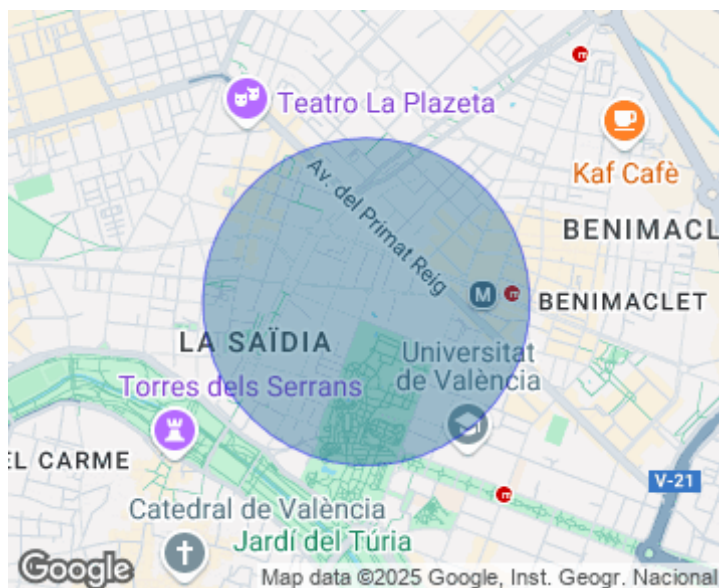 Teatro La Plazeta
Kaf Cafè
Av. del Primat Reig
BENIMACL
M
BENIMACLET
LA SAÏDIA
Universitat
de València
Torres dels Serrans
EL CARME
V-21
Catedral de València
Jardí del Túria
Google
Map data ©2025 Google, Inst. Geogr. Nacional